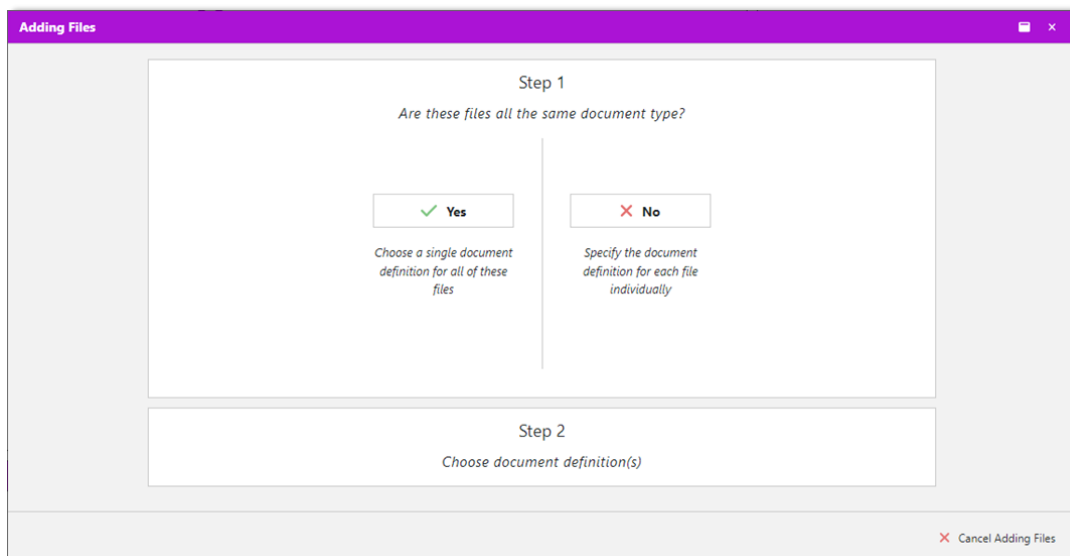 Adding Files
Step 1
Are these files all the same document type?
Yes
Choose a single document
definition for all of these
files
No
Specify the document
definition for each file
individually
Step 2
Choose document definition(s)
Cancel Adding Files